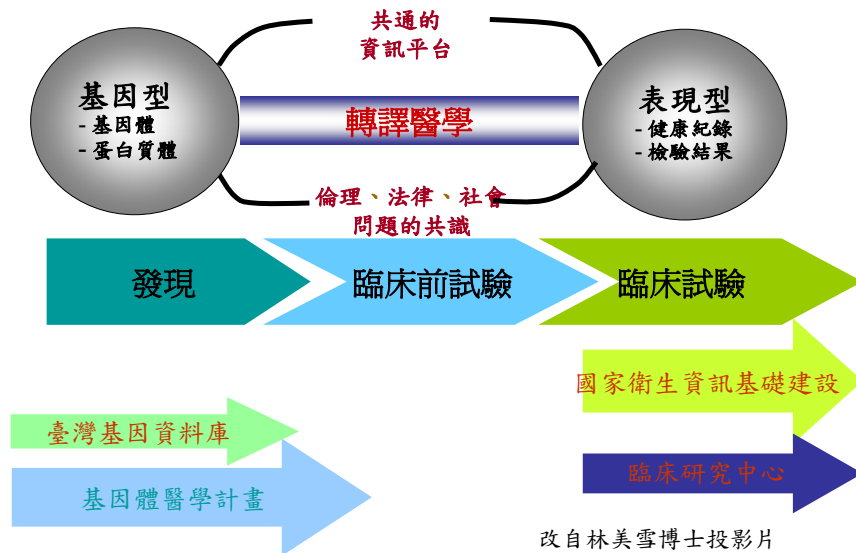 共通的
資訊平台
基因型
- 基因體
- 蛋白質體
轉譯醫學
表現型
- 健康紀錄
- 檢驗結果
倫理、法律、社會
問題的共識
發現
臨床前試驗
臨床試驗
國家衛生資訊基礎建設
臺灣基因資料庫
臨床研究中心
基因體醫學計畫
改自林美雪博士投影片